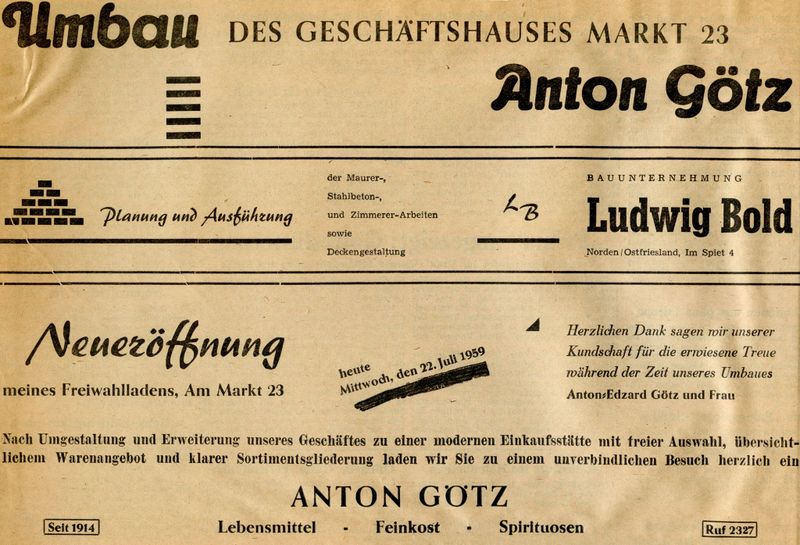 Umbau DES GESCHÄFTSHAUSES MARKT 23
Anton Götz
Planung und Ausführung
der Maurer-,
Stahlbeton-,
und Zimmerer-Arbeiten
sowie
Deckengestaltung
LB
BAUUNTERNEHMUNG
Ludwig Bold
Norden/Ostfriesland, Im Spiet 4
Neueröffnung
meines Freiwahlladens, Am Markt 23
heute
Mittwoch, den 22. Juli 1959
Herzlichen Dank sagen wir unserer
Kundschaft für die erwiesene Treue
während der Zeit unseres Umbaues
Anton-Edzard Götz und Frau
Nach Umgestaltung und Erweiterung unseres Geschäftes zu einer modernen Einkaufsstätte mit freier Auswahl, übersicht-
lichem Warenangebot und klarer Sortimentsgliederung laden wir Sie zu einem unverbindlichen Besuch herzlich ein
ANTON GÖTZ
Seit 1914
Lebensmittel - Feinkost - Spirituosen
Ruf 2327